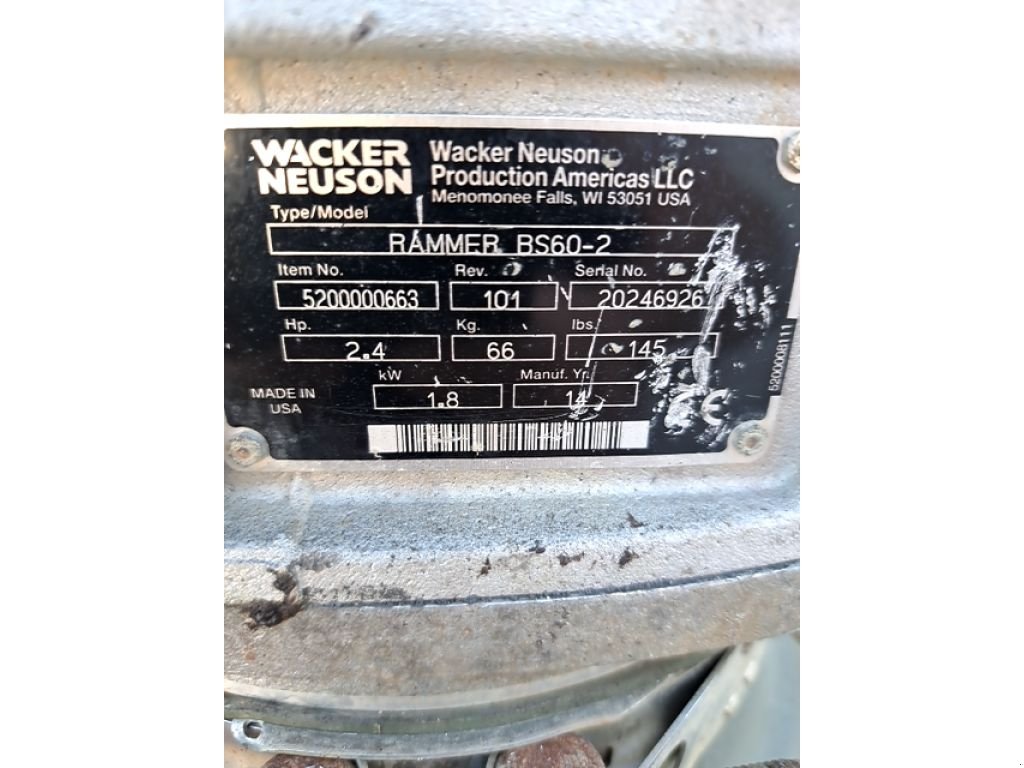 WACKER
NEUSON
Wacker Neuson
Production Americas LLC
Menomonee Falls, WI 53051 USA
Type/Model
RAMMER BS60-2
Item No. Rev. Serial No.
5200000663 101 20246926
Hp. Kg. lbs.
2.4 66 145
kW Manuf. Yr.
1.8 14
MADE IN
USA
CE
5200008111